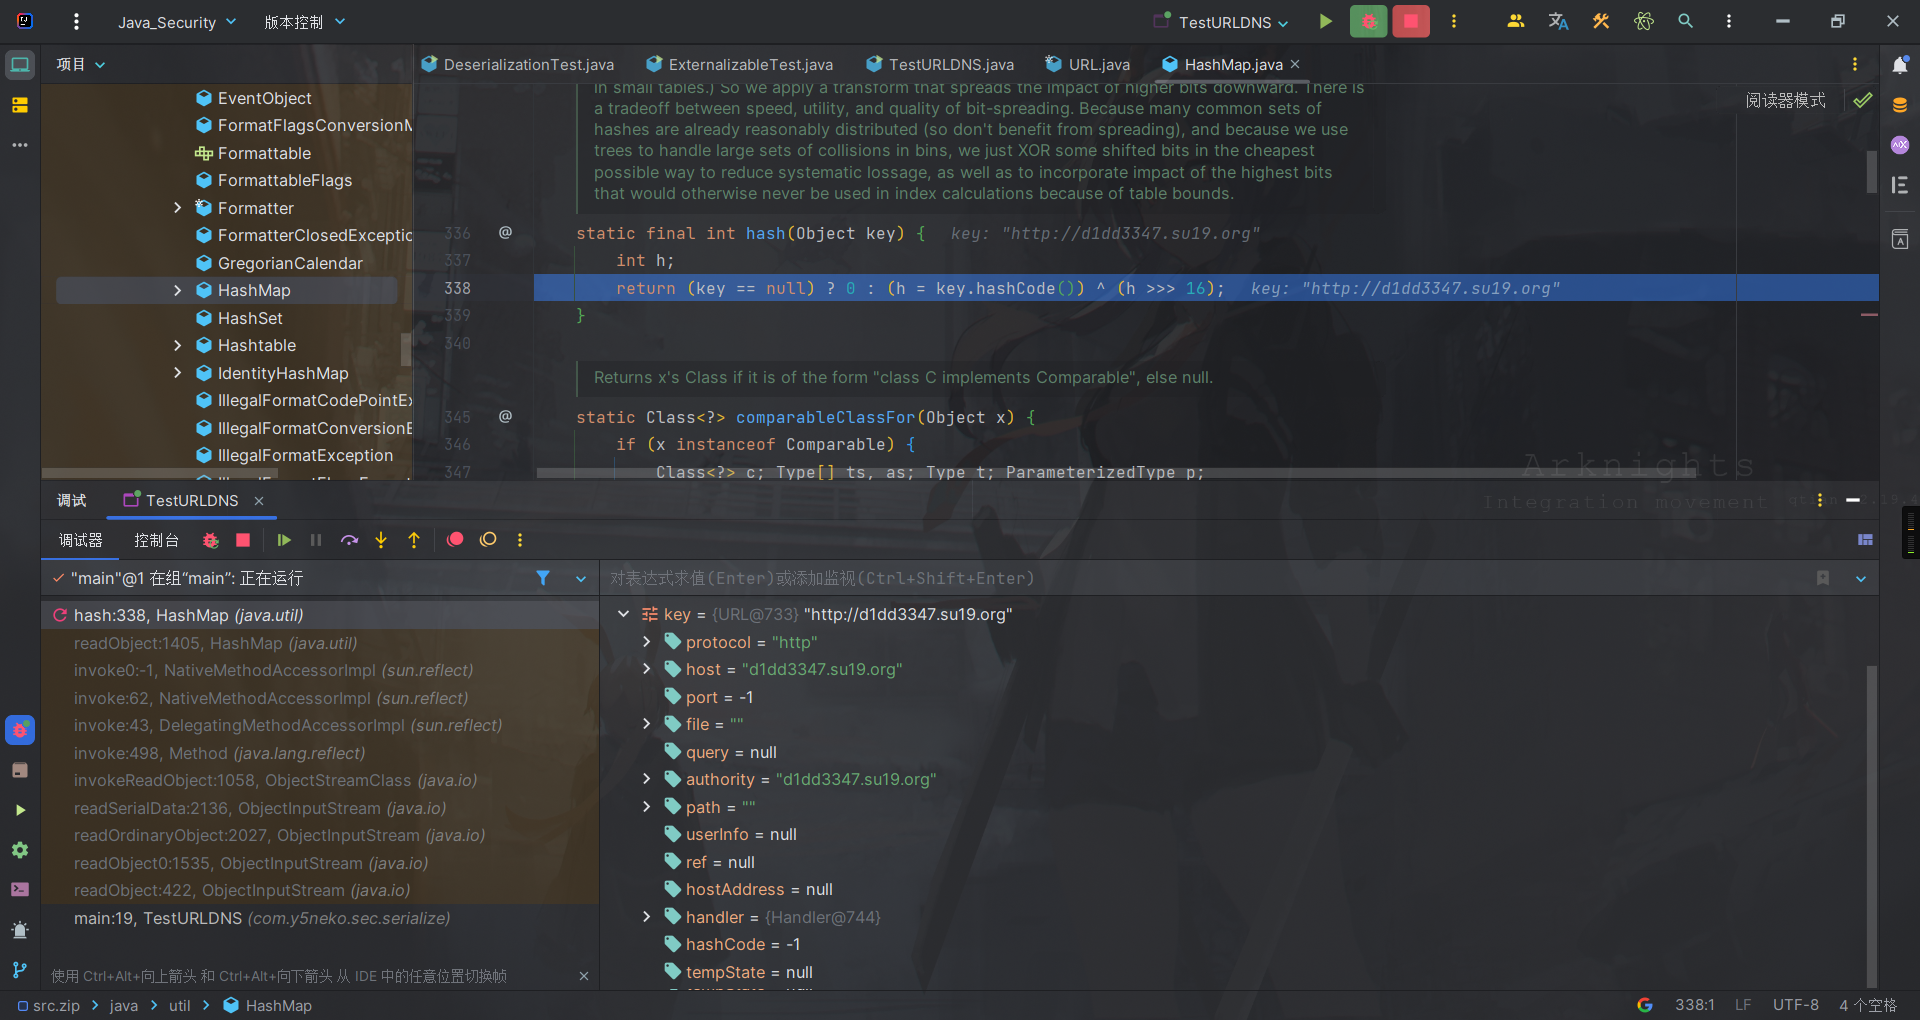 Java_Security
版本控制
TestURLDNS
项目
DeserializationTest.java
ExternalizableTest.java
TestURLDNS.java
URL.java
HashMap.java
阅读器模式
EventObject
FormatFlagsConversionM
Formattable
FormattableFlags
Formatter
FormatterClosedExceptio
GregorianCalendar
HashMap
HashSet
Hashtable
IdentityHashMap
IllegalFormatCodePointEx
IllegalFormatConversionE
IllegalFormatException
in small tables.) So we apply a transform that spreads the impact of higher bits downward. There is
a tradeoff between speed, utility, and quality of bit-spreading. Because many common sets of
hashes are already reasonably distributed (so don't benefit from spreading), and because we use
trees to handle large sets of collisions in bins, we just XOR some shifted bits in the cheapest
possible way to reduce systematic lossage, as well as to incorporate impact of the highest bits
that would otherwise never be used in index calculations because of table bounds.
336 @ static final int hash(Object key) { key: "http://d1dd3347.su19.org"
337 int h;
338 return (key == null) ? 0 : (h = key.hashCode()) ^ (h >>> 16); key: "http://d1dd3347.su19.org"
339 }
340
Returns x's Class if it is of the form "class C implements Comparable", else null.
345 @ static Class<?> comparableClassFor(Object x) {
346 if (x instanceof Comparable) {
347 Class<?> c; Type[] ts, as; Type t; ParameterizedType p;
Arknights
Integration movement
调试
TestURLDNS
调试器
控制台
"main"@1 在组"main": 正在运行
对表达式求值(Enter)或添加监视(Ctrl+Shift+Enter)
hash:338, HashMap (java.util)
readObject:1405, HashMap (java.util)
invoke0:-1, NativeMethodAccessorImpl (sun.reflect)
invoke:62, NativeMethodAccessorImpl (sun.reflect)
invoke:43, DelegatingMethodAccessorImpl (sun.reflect)
invoke:498, Method (java.lang.reflect)
invokeReadObject:1058, ObjectStreamClass (java.io)
readSerialData:2136, ObjectInputStream (java.io)
readOrdinaryObject:2027, ObjectInputStream (java.io)
readObject0:1535, ObjectInputStream (java.io)
readObject:422, ObjectInputStream (java.io)
main:19, TestURLDNS (com.y5neko.sec.serialize)
使用 Ctrl+Alt+向上箭头 和 Ctrl+Alt+向下箭头 从 IDE 中的任意位置切换帧
key = {URL@733} "http://d1dd3347.su19.org"
protocol = "http"
host = "d1dd3347.su19.org"
port = -1
file = ""
query = null
authority = "d1dd3347.su19.org"
path = ""
userInfo = null
ref = null
hostAddress = null
handler = {Handler@744}
hashCode = -1
tempState = null
src.zip
java
util
HashMap
338:1
LF
UTF-8
4 个空格